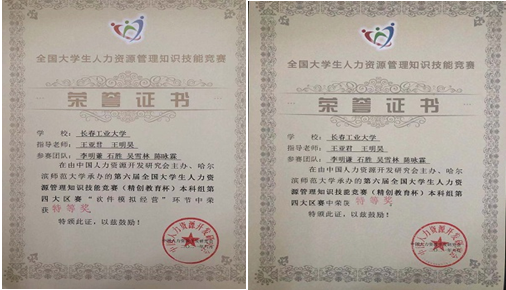 全国大学生人力资源管理知识技能竞赛
荣誉证书
学 校：长春工业大学
指导老师：王亚君 王明昊
参赛团队：李明谦 石胜 吴雪林 陈咏霖
在由中国人力资源开发研究会主办、哈尔
滨师范大学承办的第六届全国大学生人力资
源管理知识技能竞赛（精创教育杯）本科组第
四大区赛“软件模拟经营”环节中荣
获 特等奖
特颁此证，以兹鼓励！
全国大学生人力资源管理知识技能竞赛
荣誉证书
学 校：长春工业大学
指导老师：王亚君 王明昊
参赛团队：李明谦 石胜 吴雪林 陈咏霖
在由中国人力资源开发研究会主办、哈尔
滨师范大学承办的第六届全国大学生人力资
源管理知识技能竞赛（精创教育杯）本科组第
四大区赛中荣获 特等奖
特颁此证，以兹鼓励！